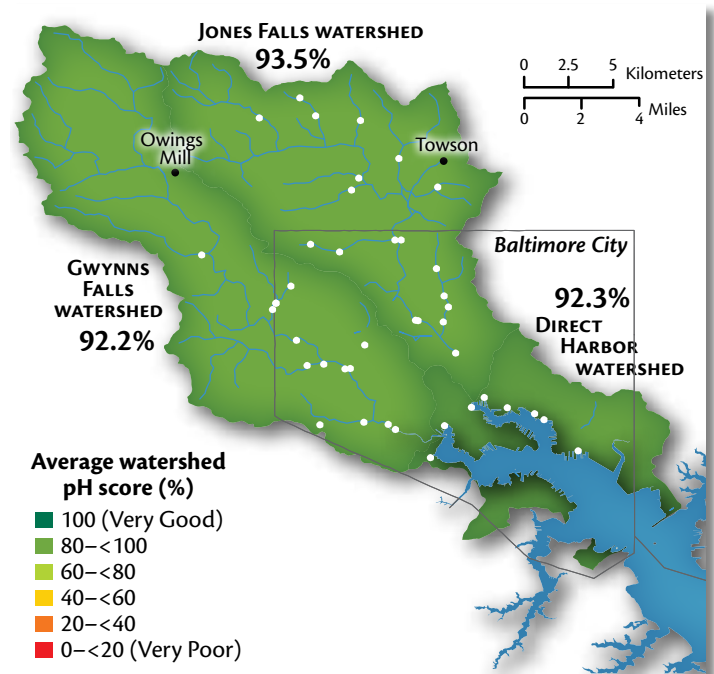 JONES FALLS WATERSHED
93.5%
0 2.5 5
Kilometers
0 2 4
Miles
Owings
Mill
Towson
Baltimore City
GWYNNS
FALLS
WATERSHED
92.2%
92.3%
DIRECT
HARBOR
WATERSHED
Average watershed
pH score (%)
100 (Very Good)
80–<100
60–<80
40–<60
20–<40
0–<20 (Very Poor)